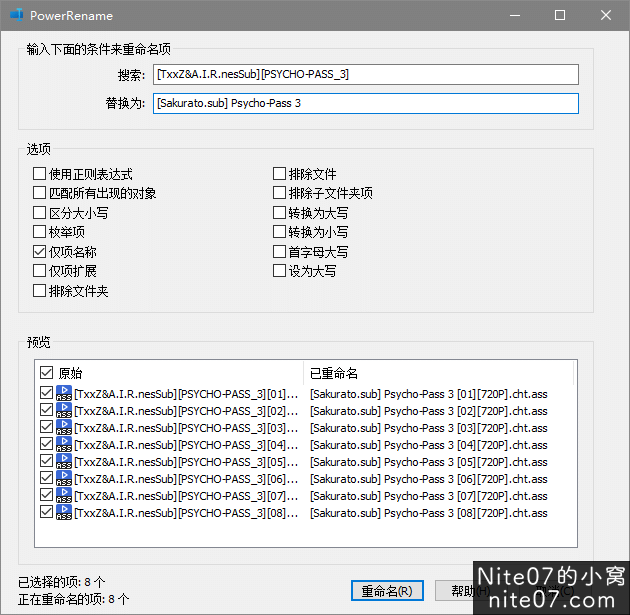 PowerRename
输入下面的条件来重命名项
搜索: [TxxZ&A.I.R.nesSub][PSYCHO-PASS_3]
替换为: [Sakurato.sub] Psycho-Pass 3
选项
使用正则表达式 排除文件
匹配所有出现的对象 排除子文件夹项
区分大小写 转换为大写
枚举项 转换为小写
仅项名称 首字母大写
仅项扩展 设为大写
排除文件夹
预览
原始 已重命名
[TxxZ&A.I.R.nesSub][PSYCHO-PASS_3][01]... [Sakurato.sub] Psycho-Pass 3 [01][720P].cht.ass
[TxxZ&A.I.R.nesSub][PSYCHO-PASS_3][02]... [Sakurato.sub] Psycho-Pass 3 [02][720P].cht.ass
[TxxZ&A.I.R.nesSub][PSYCHO-PASS_3][03]... [Sakurato.sub] Psycho-Pass 3 [03][720P].cht.ass
[TxxZ&A.I.R.nesSub][PSYCHO-PASS_3][04]... [Sakurato.sub] Psycho-Pass 3 [04][720P].cht.ass
[TxxZ&A.I.R.nesSub][PSYCHO-PASS_3][05]... [Sakurato.sub] Psycho-Pass 3 [05][720P].cht.ass
[TxxZ&A.I.R.nesSub][PSYCHO-PASS_3][06]... [Sakurato.sub] Psycho-Pass 3 [06][720P].cht.ass
[TxxZ&A.I.R.nesSub][PSYCHO-PASS_3][07]... [Sakurato.sub] Psycho-Pass 3 [07][720P].cht.ass
[TxxZ&A.I.R.nesSub][PSYCHO-PASS_3][08]... [Sakurato.sub] Psycho-Pass 3 [08][720P].cht.ass
已选择的项: 8 个
正在重命名的项: 8 个
重命名(R) 帮助(H)
Nite07的小窝
nite07.com